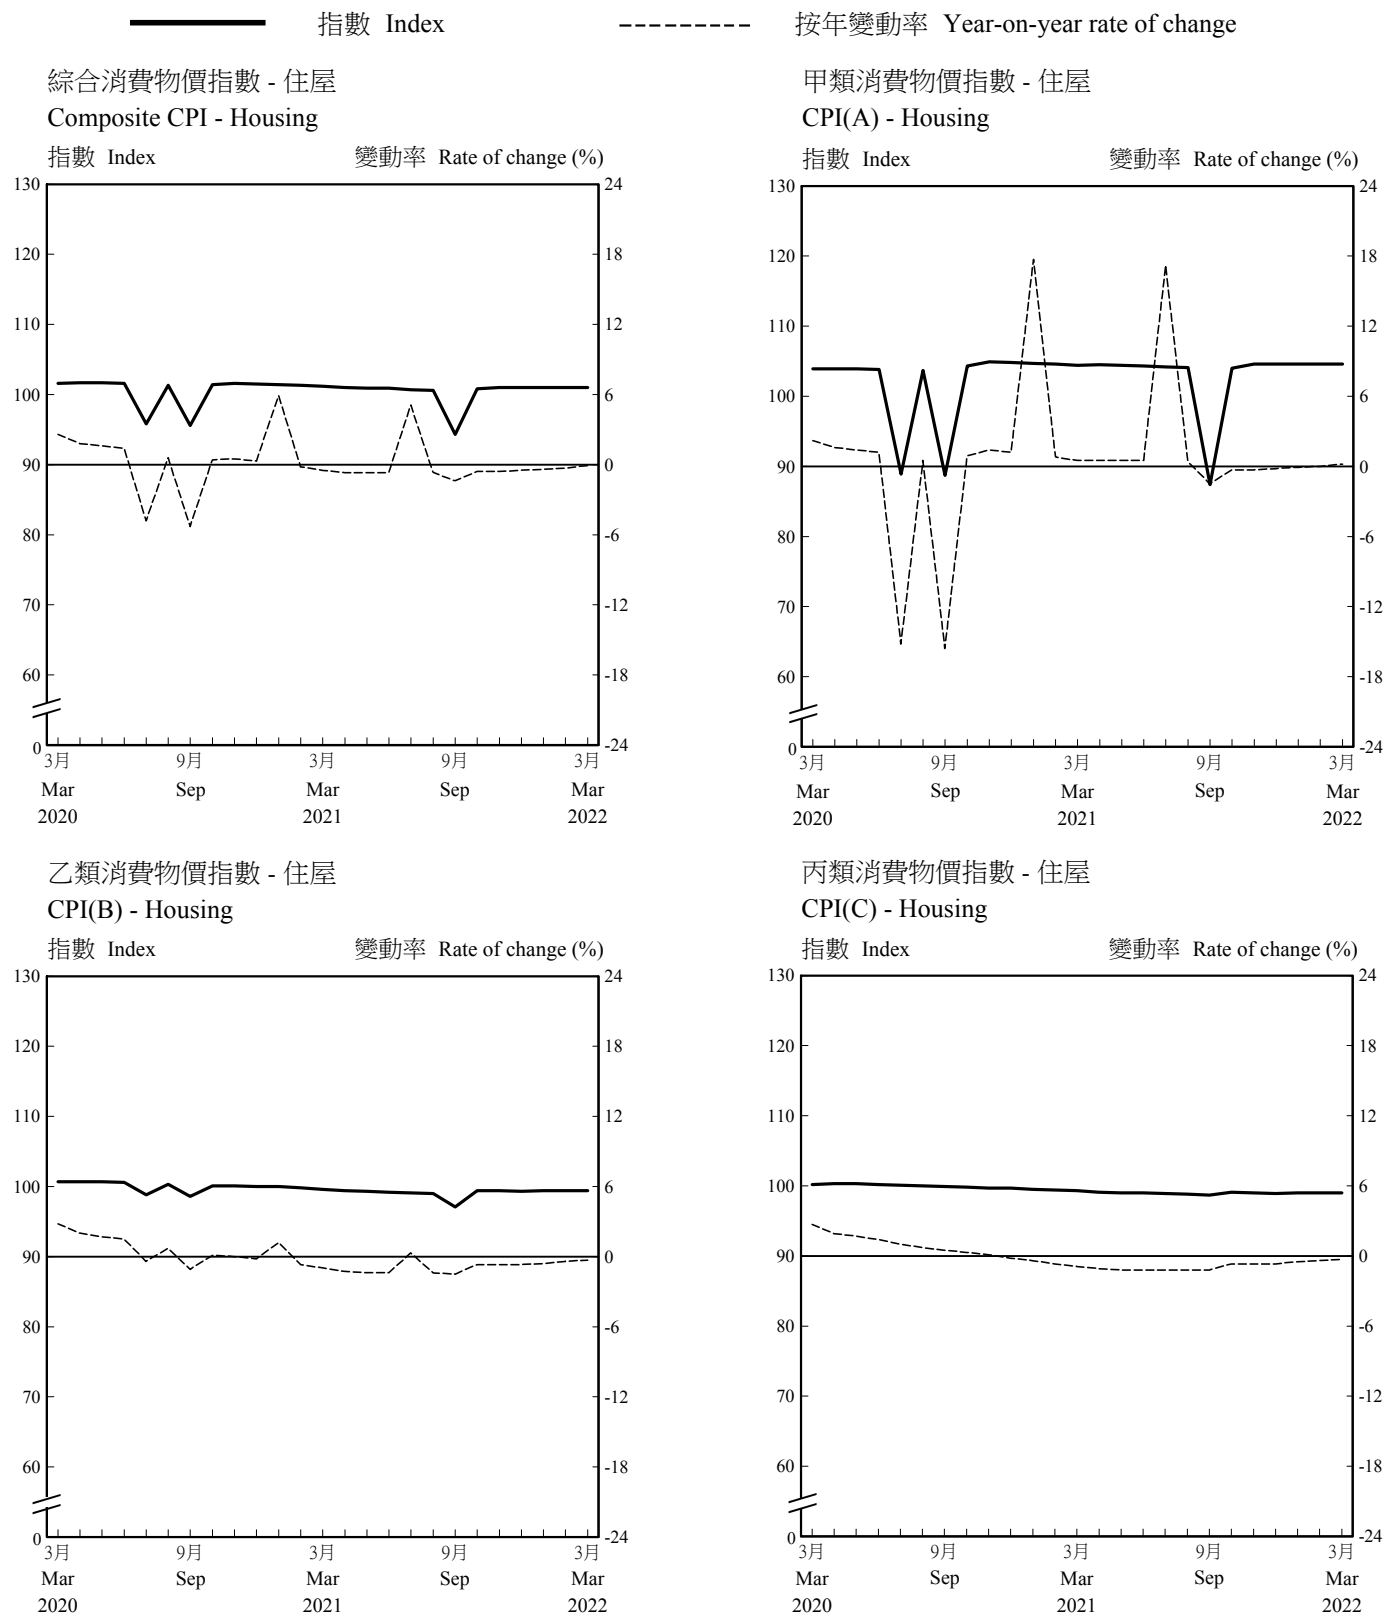 指數 Index 按年變動率 Year-on-year rate of change
綜合消費物價指數 - 住屋
Composite CPI - Housing
指數 Index 變動率 Rate of change (%)
130 24
120 18
110 12
100 6
90 0
80 -6
70 -12
60 -18
0 -24
3月 9月 3月 9月 3月
Mar Sep Mar Sep Mar
2020 2021 2022
甲類消費物價指數 - 住屋
CPI(A) - Housing
指數 Index 變動率 Rate of change (%)
130 24
120 18
110 12
100 6
90 0
80 -6
70 -12
60 -18
0 -24
3月 9月 3月 9月 3月
Mar Sep Mar Sep Mar
2020 2021 2022
乙類消費物價指數 - 住屋
CPI(B) - Housing
指數 Index 變動率 Rate of change (%)
130 24
120 18
110 12
100 6
90 0
80 -6
70 -12
60 -18
0 -24
3月 9月 3月 9月 3月
Mar Sep Mar Sep Mar
2020 2021 2022
丙類消費物價指數 - 住屋
CPI(C) - Housing
指數 Index 變動率 Rate of change (%)
130 24
120 18
110 12
100 6
90 0
80 -6
70 -12
60 -18
0 -24
3月 9月 3月 9月 3月
Mar Sep Mar Sep Mar
2020 2021 2022